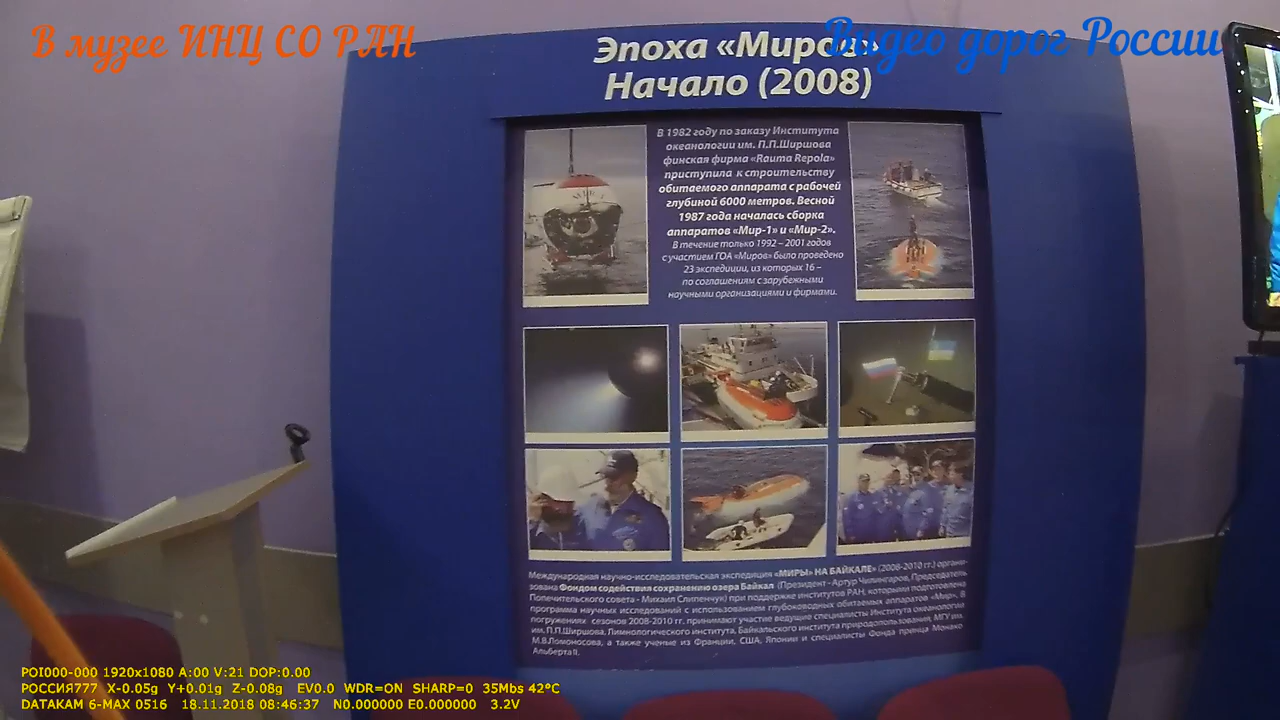 В музее ИНЦ СО РАН
Видео дорог России
Эпоха «Миров»
Начало (2008)
В 1982 году по заказу Института
океанологии им. П.П.Ширшова
финская фирма «Rauma Repola»
приступила к строительству
обитаемого аппарата с рабочей
глубиной 6000 метров. Весной
1987 года началась сборка
аппаратов «Мир-1» и «Мир-2».
В течение только 1992 – 2001 годов
с участием ГОА «Миров» было проведено
23 экспедиции, из которых 16 –
по соглашениям с зарубежными
научными организациями и фирмами.
Международная научно-исследовательская экспедиция «МИРЫ» НА БАЙКАЛЕ» (2008-2010 гг.) органи-
зована Фондом содействия сохранению озера Байкал (Президент - Артур Чилингаров, Председатель
Попечительского совета - Михаил Слипенчук) при поддержке институтов РАН, которыми подготовлена
программа научных исследований с использованием глубоководных обитаемых аппаратов «Мир». В
погружениях сезонов 2008-2010 гг. принимают участие ведущие специалисты Института океанологии
им. П.П.Ширшова, Лимнологического института, Байкальского института природопользования, МГУ им.
М.В.Ломоносова, а также ученые из Франции, США, Японии и специалисты Фонда принца Монако
Альберта II.
POI000-000 1920x1080 A:00 V:21 DOP:0.00
РОССИЯ777 X-0.05g Y+0.01g Z-0.08g EV0.0 WDR=ON SHARP=0 35Mbs 42°C
DATAKAM 6-MAX 0516 18.11.2018 08:46:37 N0.000000 E0.000000 3.2V